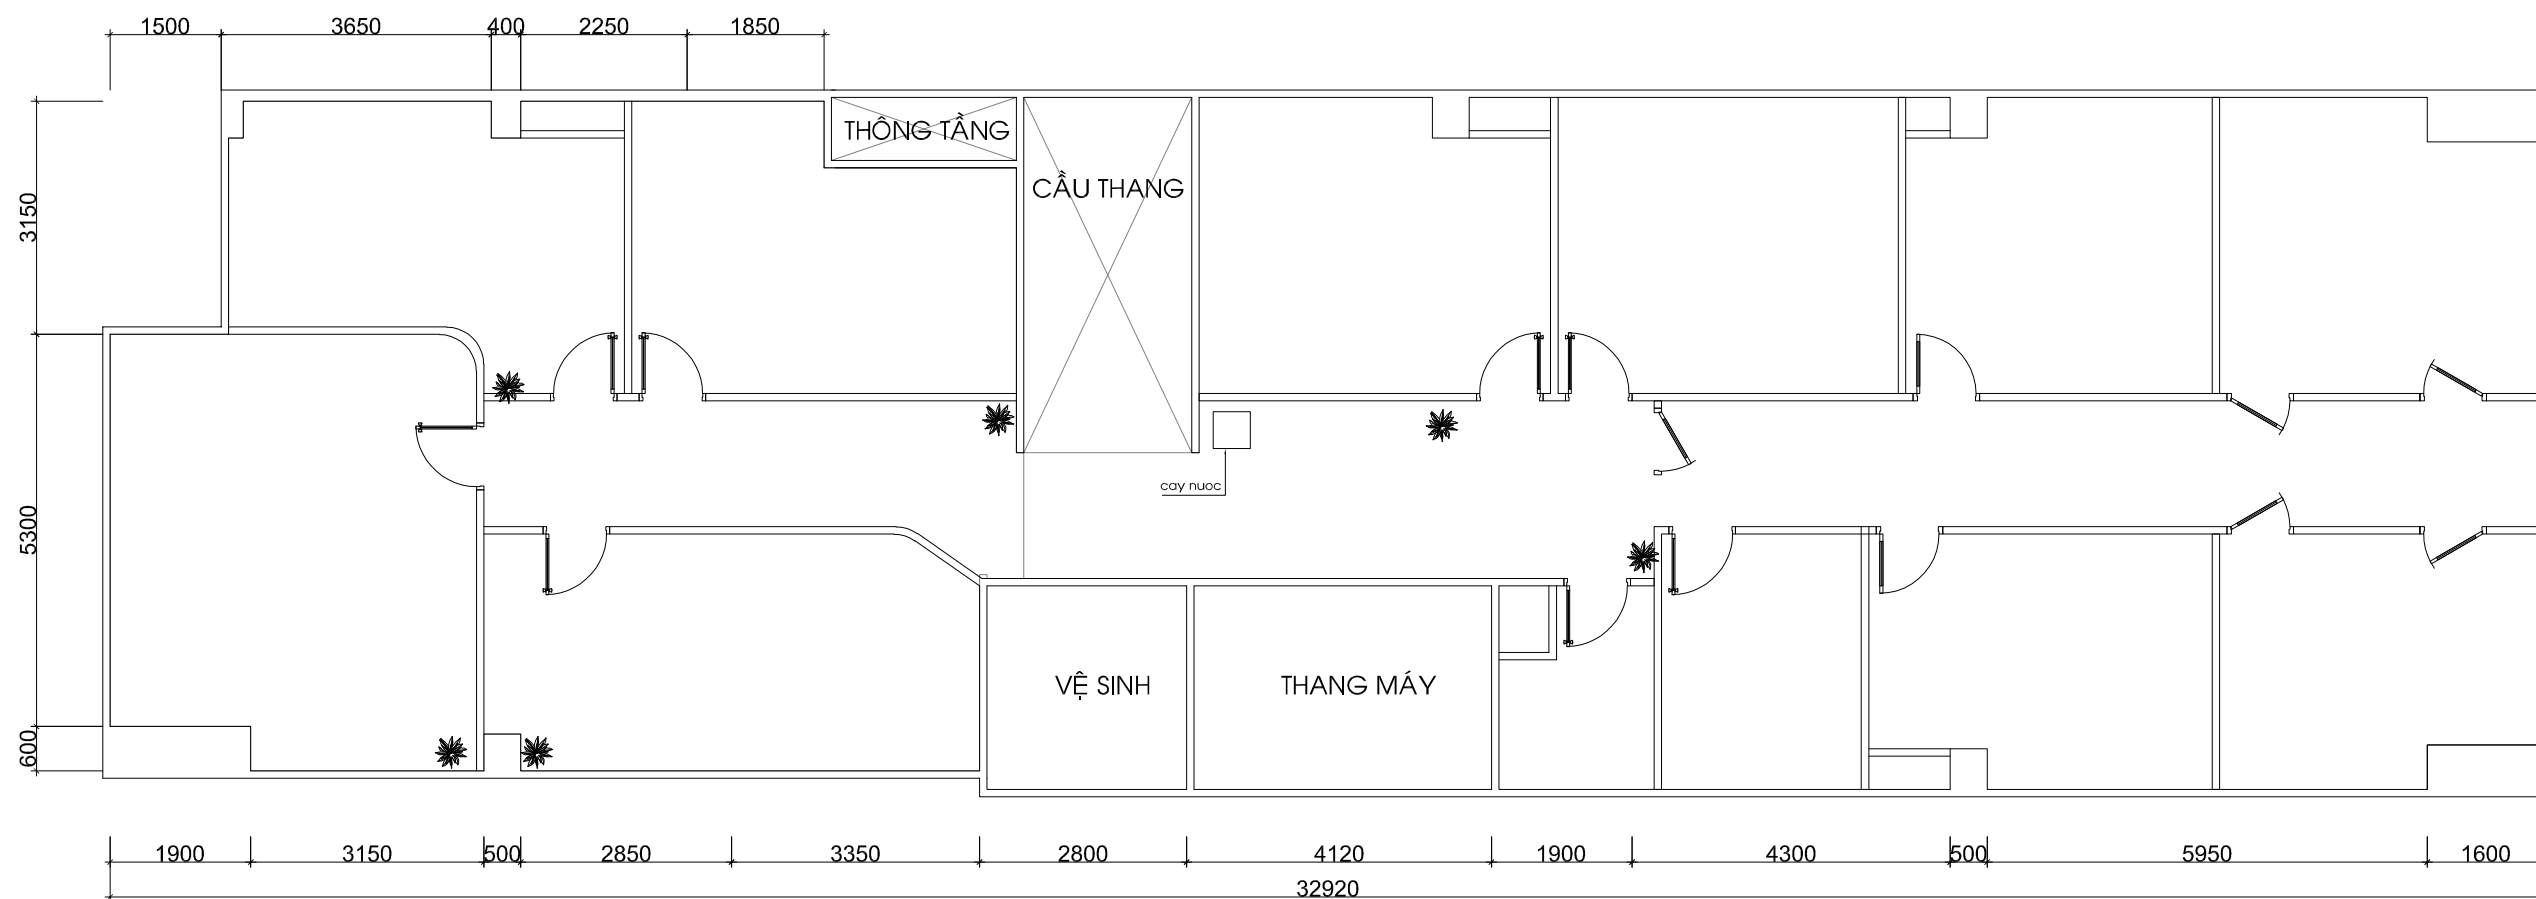 1500 3650 400 2250 1850
THÔNG TẦNG
CẦU THANG
3150
cay nuoc
5300
VỆ SINH THANG MÁY
600
1900 3150 500 2850 3350 2800 4120 1900 4300 500 5950 1600
32920